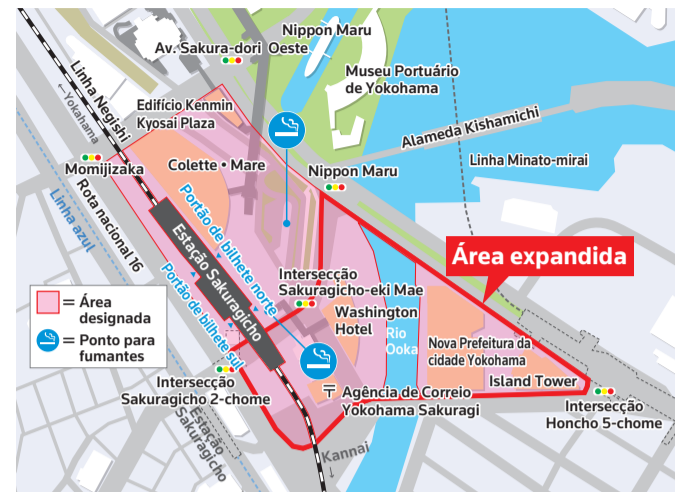 Nippon Maru
Av. Sakura-dori Oeste
Museu Portuário
de Yokohama
Linha Negishi
←Yokahama
Edifício Kenmin
Kyosai Plaza
Alameda Kishamichi
Linha Minato-mirai
Momijizaka
Colette • Mare
Nippon Maru
Rota nacional 16
Linha azul
Portão de bilhete norte
Estação Sakuragicho
Portão de bilhete sul
Área expandida
Intersecção
Sakuragicho-eki Mae
= Área
designada
= Ponto para
fumantes
Washington
Hotel
Rio
Ooka
Nova Prefeitura da
cidade Yokohama
Island Tower
Intersecção
Sakuragicho 2-chome
〒 Agência de Correio
Yokohama Sakuragi
Intersecção
Honcho 5-chome
Estação
Sakuragicho
Kannai
↓